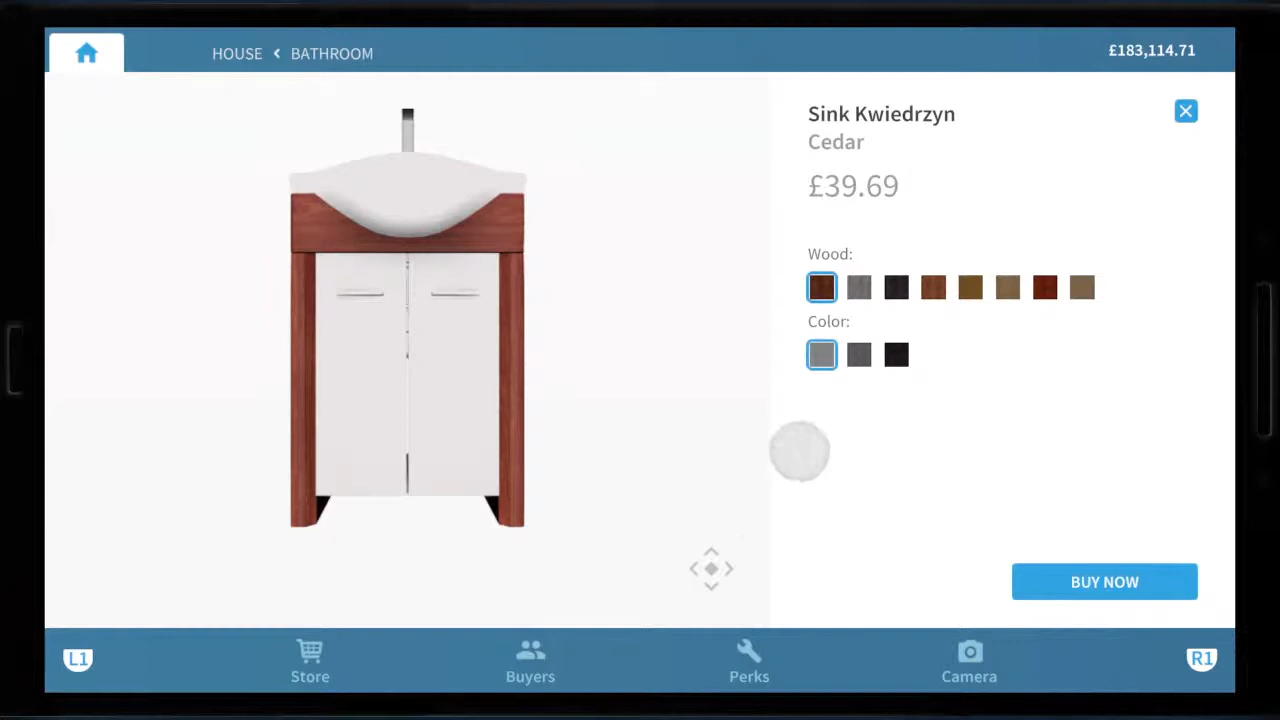 HOUSE BATHROOM
£183,114.71
Sink Kwiedrzyn
Cedar
£39.69
Wood:
Color:
BUY NOW
L1
Store
Buyers
Perks
Camera
R1